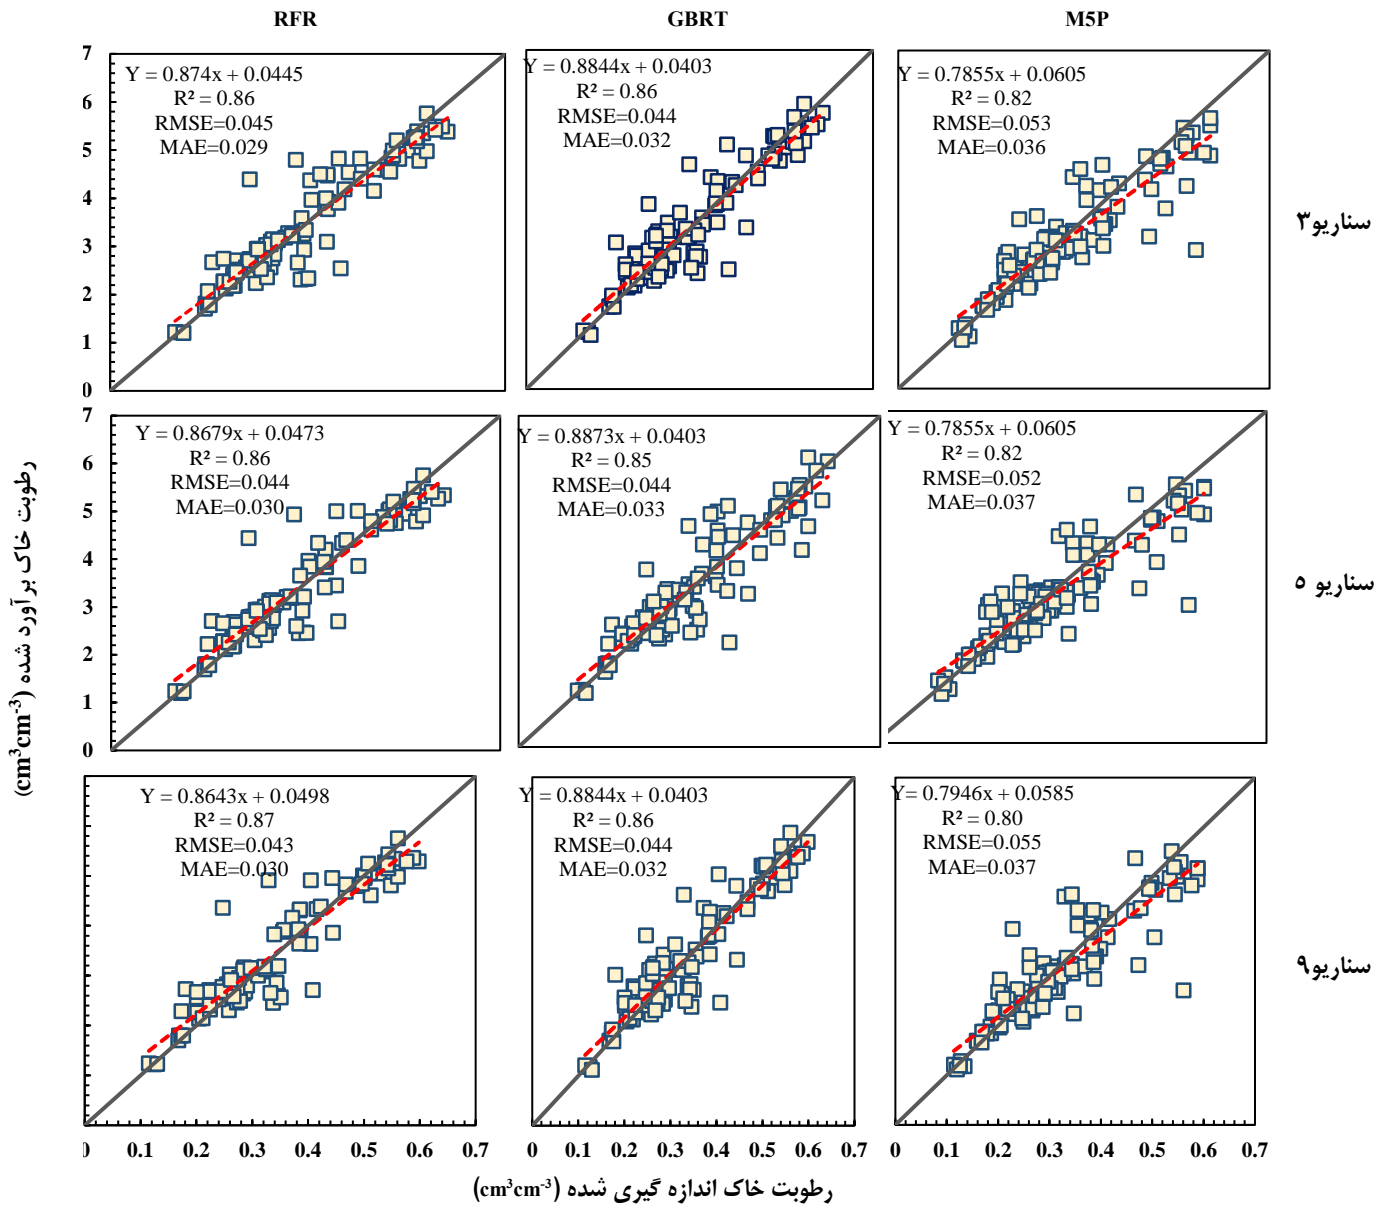 RFR GBRT M5P
Y = 0.874x + 0.0445
R² = 0.86
RMSE=0.045
MAE=0.029
Y = 0.8844x + 0.0403
R² = 0.86
RMSE=0.044
MAE=0.032
Y = 0.7855x + 0.0605
R² = 0.82
RMSE=0.053
MAE=0.036
7
6
5
4
3
2
1
0
سناریو۳
Y = 0.8679x + 0.0473
R² = 0.86
RMSE=0.044
MAE=0.030
Y = 0.8873x + 0.0403
R² = 0.85
RMSE=0.044
MAE=0.033
Y = 0.7855x + 0.0605
R² = 0.82
RMSE=0.052
MAE=0.037
7
6
5
4
3
2
1
0
سناریو ۵
رطوبت خاک بر آورد شده (cm³cm⁻³)
Y = 0.8643x + 0.0498
R² = 0.87
RMSE=0.043
MAE=0.030
Y = 0.8844x + 0.0403
R² = 0.86
RMSE=0.044
MAE=0.032
Y= 0.7946x + 0.0585
R² = 0.80
RMSE=0.055
MAE=0.037
سناریو۹
0 0.1 0.2 0.3 0.4 0.5 0.6 0.7
0 0.1 0.2 0.3 0.4 0.5 0.6 0.7
0 0.1 0.2 0.3 0.4 0.5 0.6 0.7
رطوبت خاک اندازه گیری شده (cm³cm⁻³)